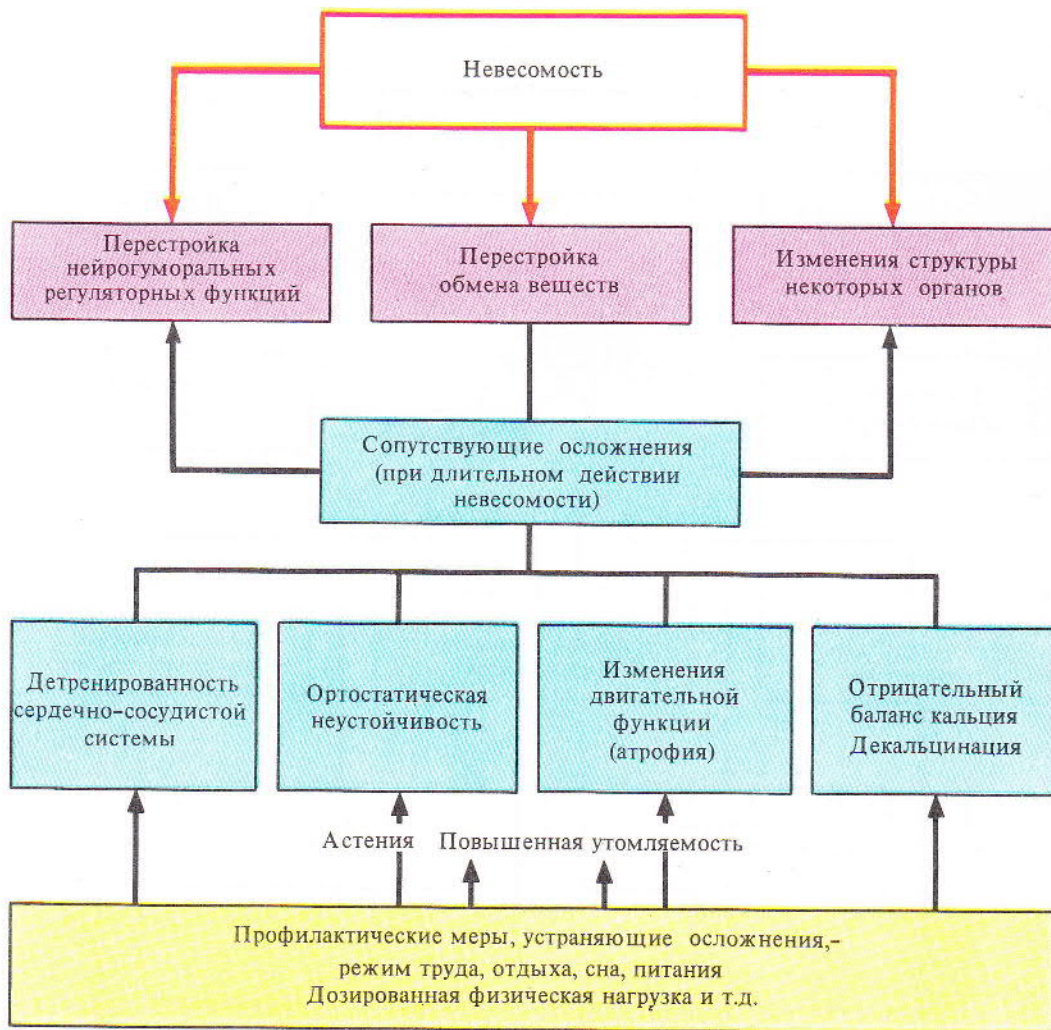 Невесомость
Перестройка
нейрогуморальных
регуляторных функций
Перестройка
обмена веществ
Изменения структуры
некоторых органов
Сопутствующие осложнения
(при длительном действии
невесомости)
Детренированность
сердечно-сосудистой
системы
Ортостатическая
неустойчивость
Изменения
двигательной
функции
(атрофия)
Отрицательный
баланс кальция
Декальцинация
Астения Повышенная утомляемость
Профилактические меры, устраняющие осложнения,-
режим труда, отдыха, сна, питания
Дозированная физическая нагрузка и т.д.